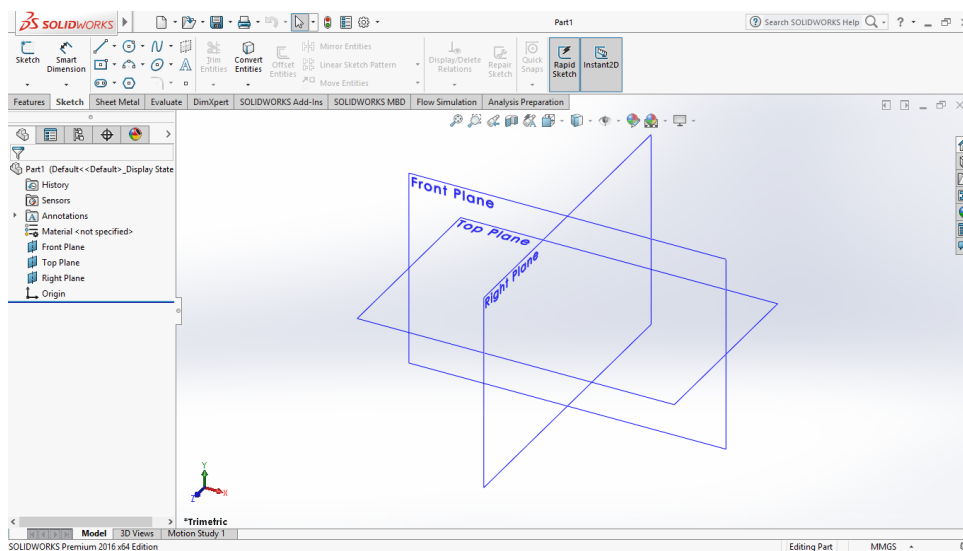 SOLIDWORKS
Part1
Search SOLIDWORKS Help
?
Sketch
Smart Dimension
Trim Entities
Convert Entities
Offset Entities
Mirror Entities
Linear Sketch Pattern
Move Entities
Display/Delete Relations
Repair Sketch
Quick Snaps
Rapid Sketch
Instant2D
Features Sketch Sheet Metal Evaluate DimXpert SOLIDWORKS Add-Ins SOLIDWORKS MBD Flow Simulation Analysis Preparation
Part1 (Default<<Default>_Display State
History
Sensors
Annotations
Material <not specified>
Front Plane
Top Plane
Right Plane
Origin
Front Plane
Top Plane
Right Plane
Y
X
Z
*Trimetric
Model 3D Views Motion Study 1
SOLIDWORKS Premium 2016 x64 Edition
Editing Part
MMGS